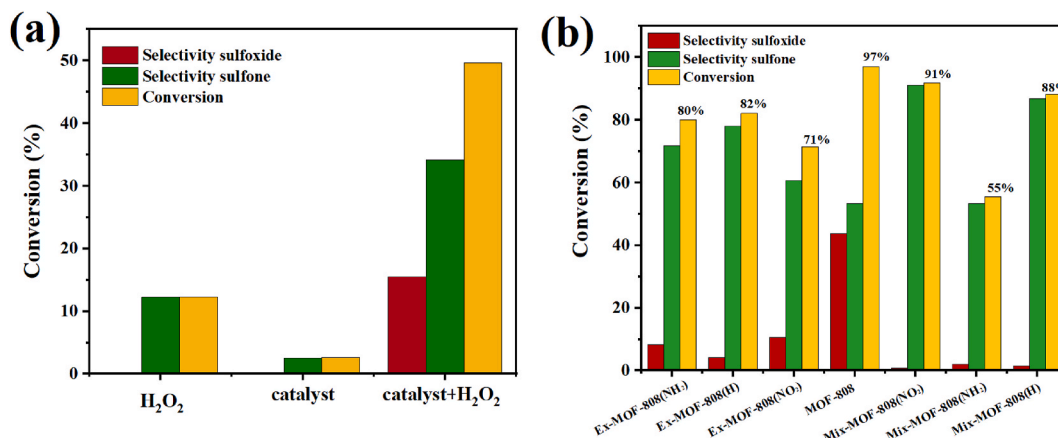 (a)
Conversion (%)
50
40
30
20
10
0
Selectivity sulfoxide
Selectivity sulfone
Conversion
H₂O₂
catalyst
catalyst+H₂O₂
(b)
Conversion (%)
100
80
60
40
20
0
Selectivity sulfoxide
Selectivity sulfone
Conversion
80%
82%
71%
97%
91%
55%
88%
Ex-MOF-808(NH₂)
Ex-MOF-808(H)
Ex-MOF-808(NO₂)
MOF-808
Mix-MOF-808(NO₂)
Mix-MOF-808(NH₂)
Mix-MOF-808(H)